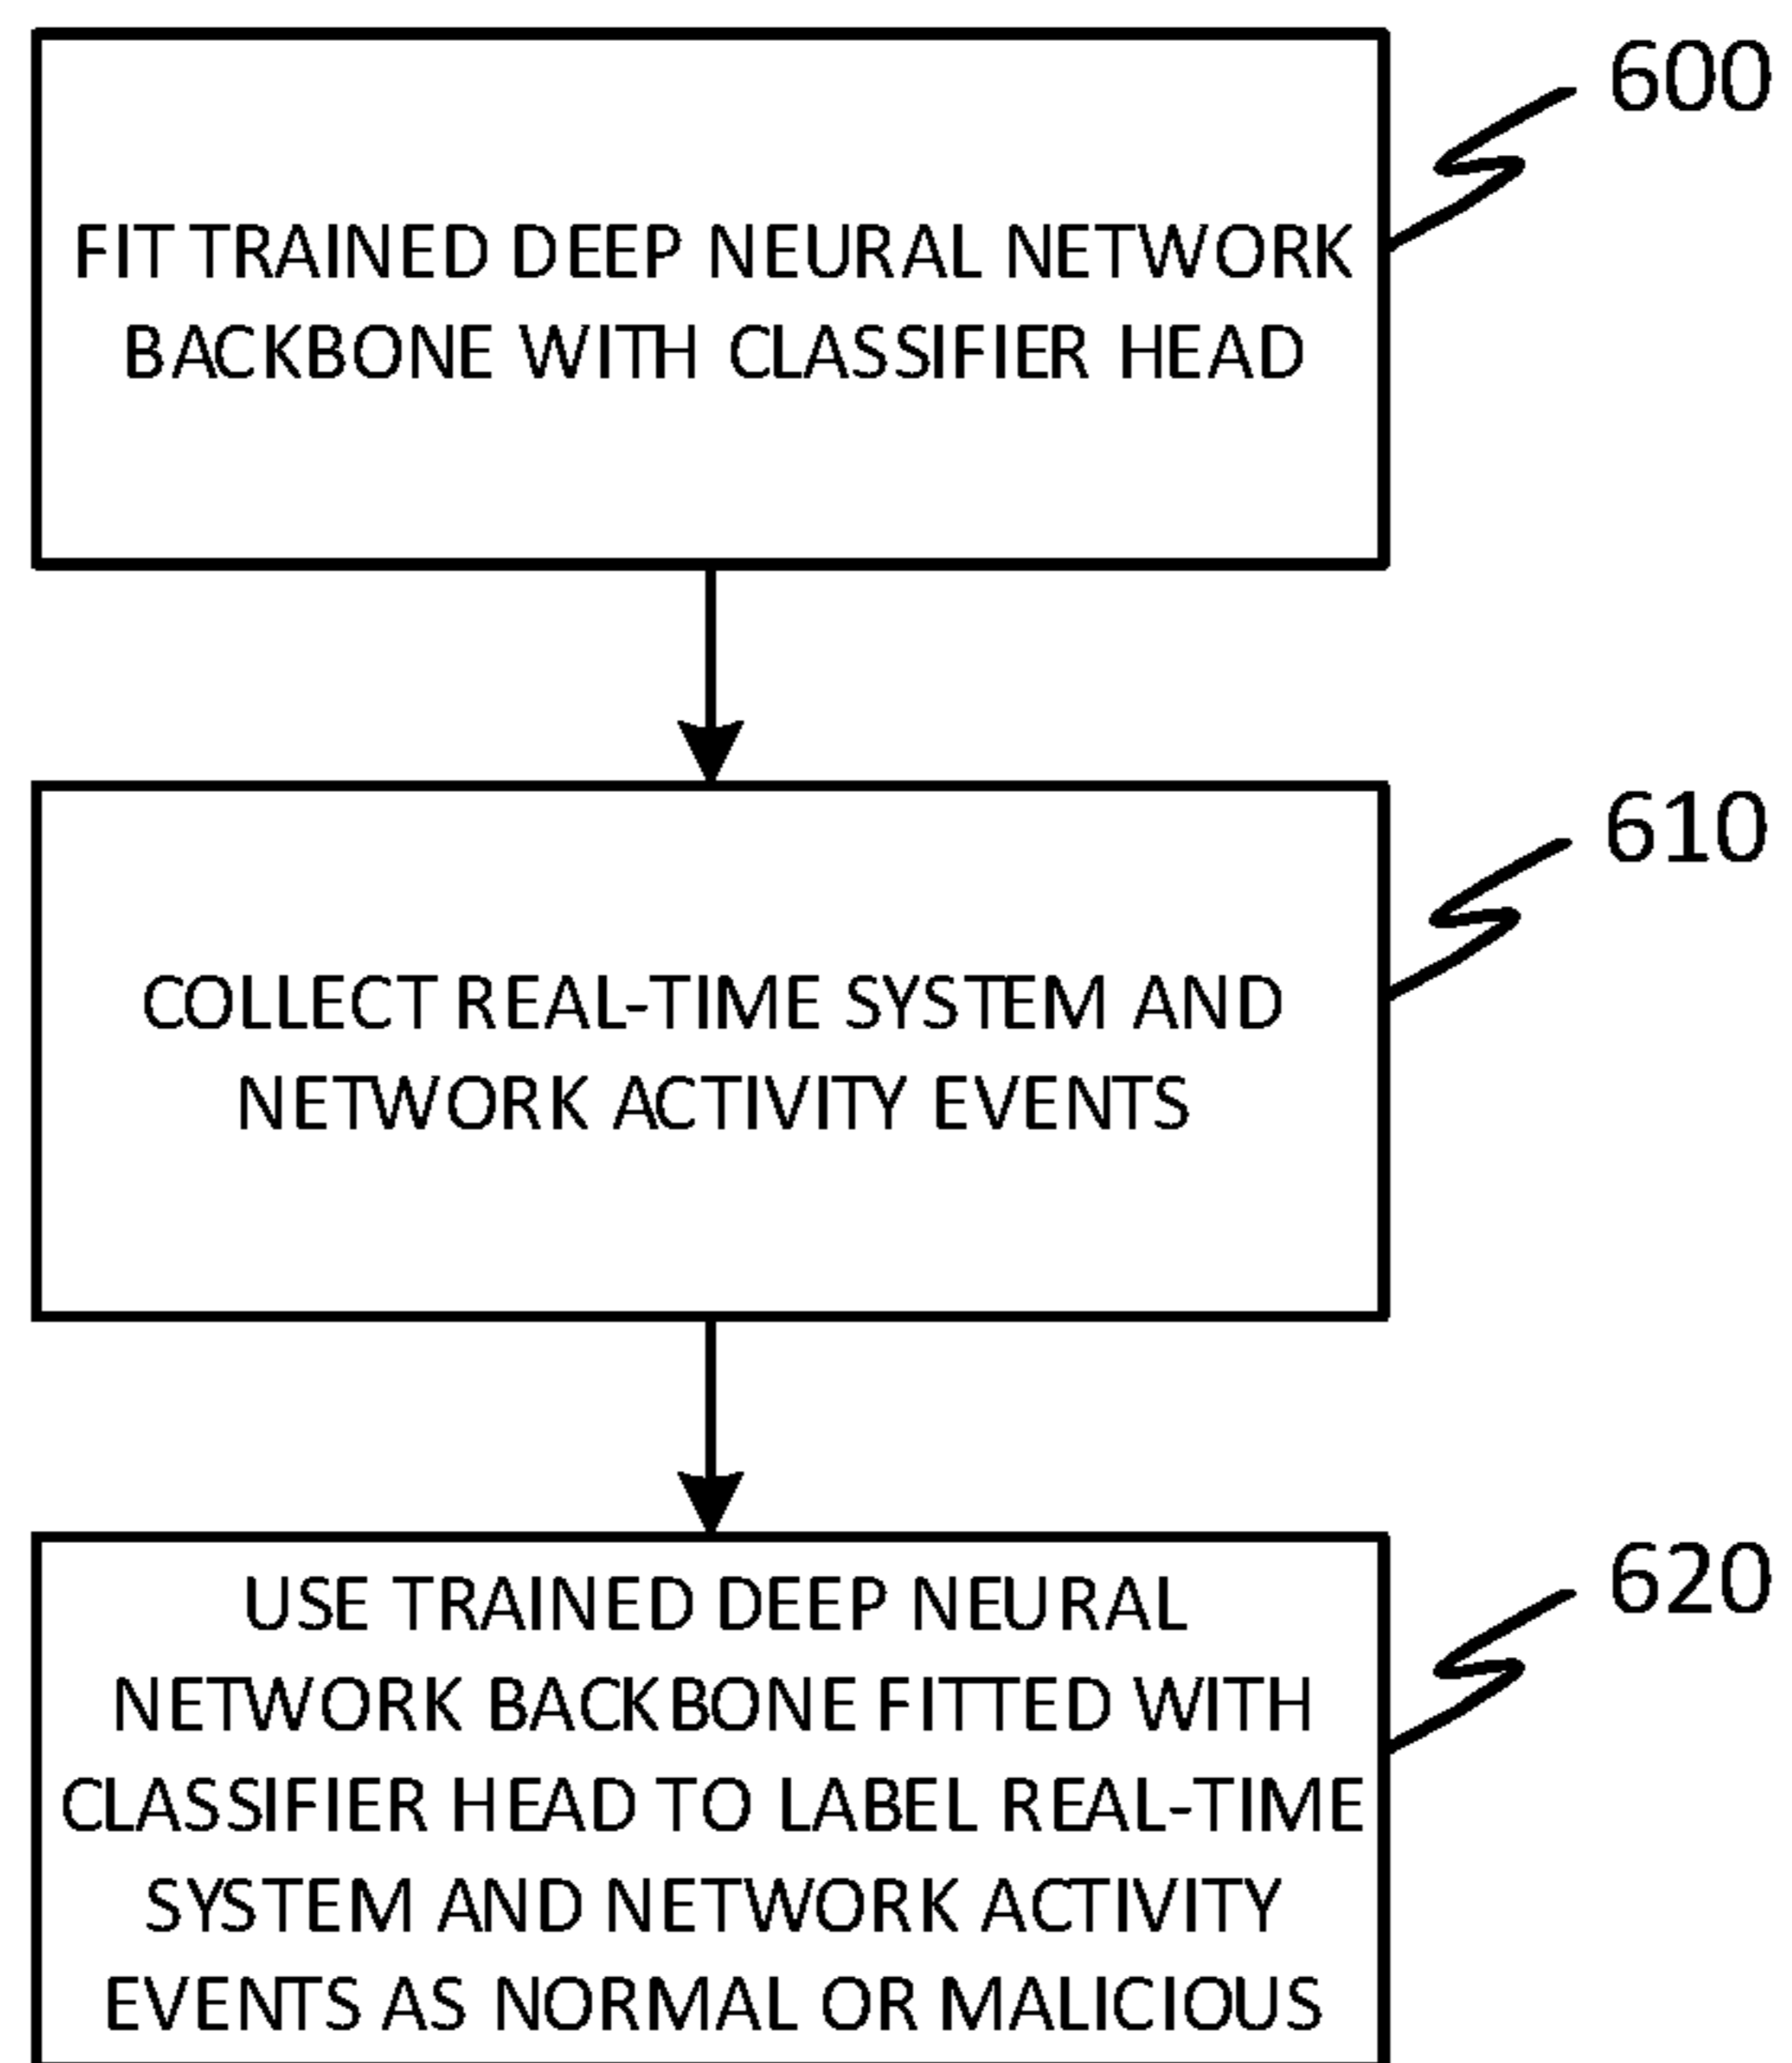 600
FIT TRAINED DEEP NEURAL NETWORK
BACKBONE WITH CLASSIFIER HEAD
610
COLLECT REAL-TIME SYSTEM AND
NETWORK ACTIVITY EVENTS
620
USE TRAINED DEEP NEURAL
NETWORK BACKBONE FITTED WITH
CLASSIFIER HEAD TO LABEL REAL-TIME
SYSTEM AND NETWORK ACTIVITY
EVENTS AS NORMAL OR MALICIOUS